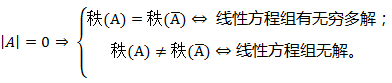 |A| = 0 ⇒ { 秩(A) = 秩(A̅) ⇔ 线性方程组有无穷多解；
秩(A) ≠ 秩(A̅) ⇔ 线性方程组无解。